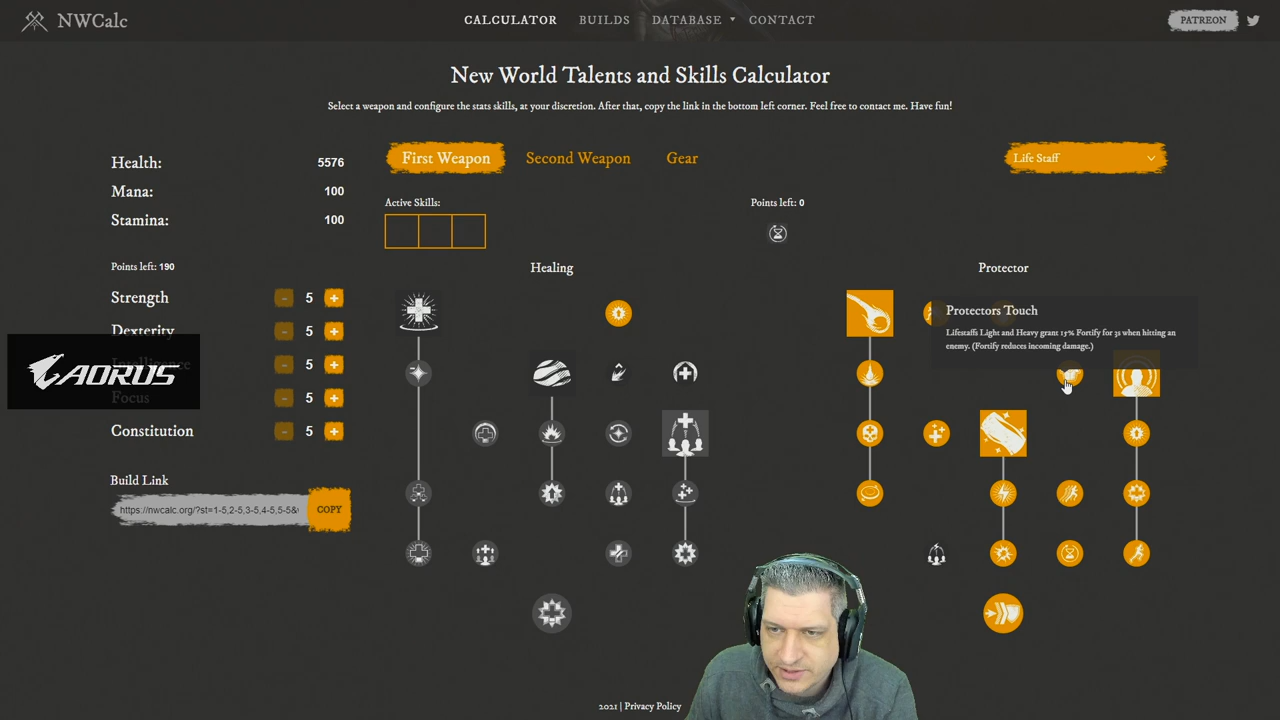 NWCalc
CALCULATOR
BUILDS
DATABASE
CONTACT
PATREON
New World Talents and Skills Calculator
Select a weapon and configure the stats skills, at your discretion. After that, copy the link in the bottom left corner. Feel free to contact me. Have fun!
Health: 5576
Mana: 100
Stamina: 100
First Weapon
Second Weapon
Gear
Life Staff
Active Skills:
Points left: 0
Points left: 190
Healing
Protector
Strength - 5 +
Dexterity - 5 +
Intelligence - 5 +
Focus - 5 +
Constitution - 5 +
AORUS
Protectors Touch
Lifestaffs Light and Heavy grant 15% Fortify for 3s when hitting an
enemy. (Fortify reduces incoming damage.)
Build Link
https://nwcalc.org/?st=1-5,2-5,3-5,4-5,5-5&
COPY
2021 | Privacy Policy